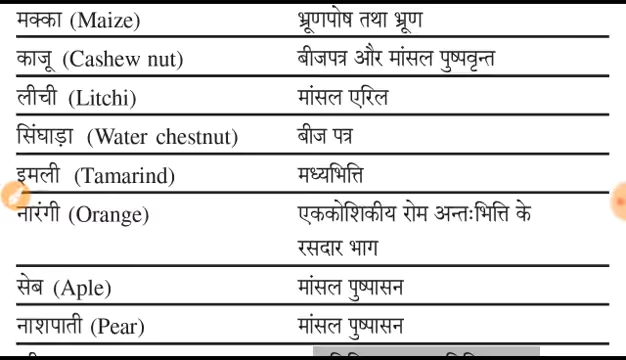 मक्का (Maize) भ्रूणपोष तथा भ्रूण
काजू (Cashew nut) बीजपत्र और मांसल पुष्पवृन्त
लीची (Litchi) मांसल एरिल
सिंघाड़ा (Water chestnut) बीज पत्र
इमली (Tamarind) मध्यभित्ति
नारंगी (Orange) एककोशिकीय रोम अन्तःभित्ति के
रसदार भाग
सेब (Aple) मांसल पुष्पासन
नाशपाती (Pear) मांसल पुष्पासन